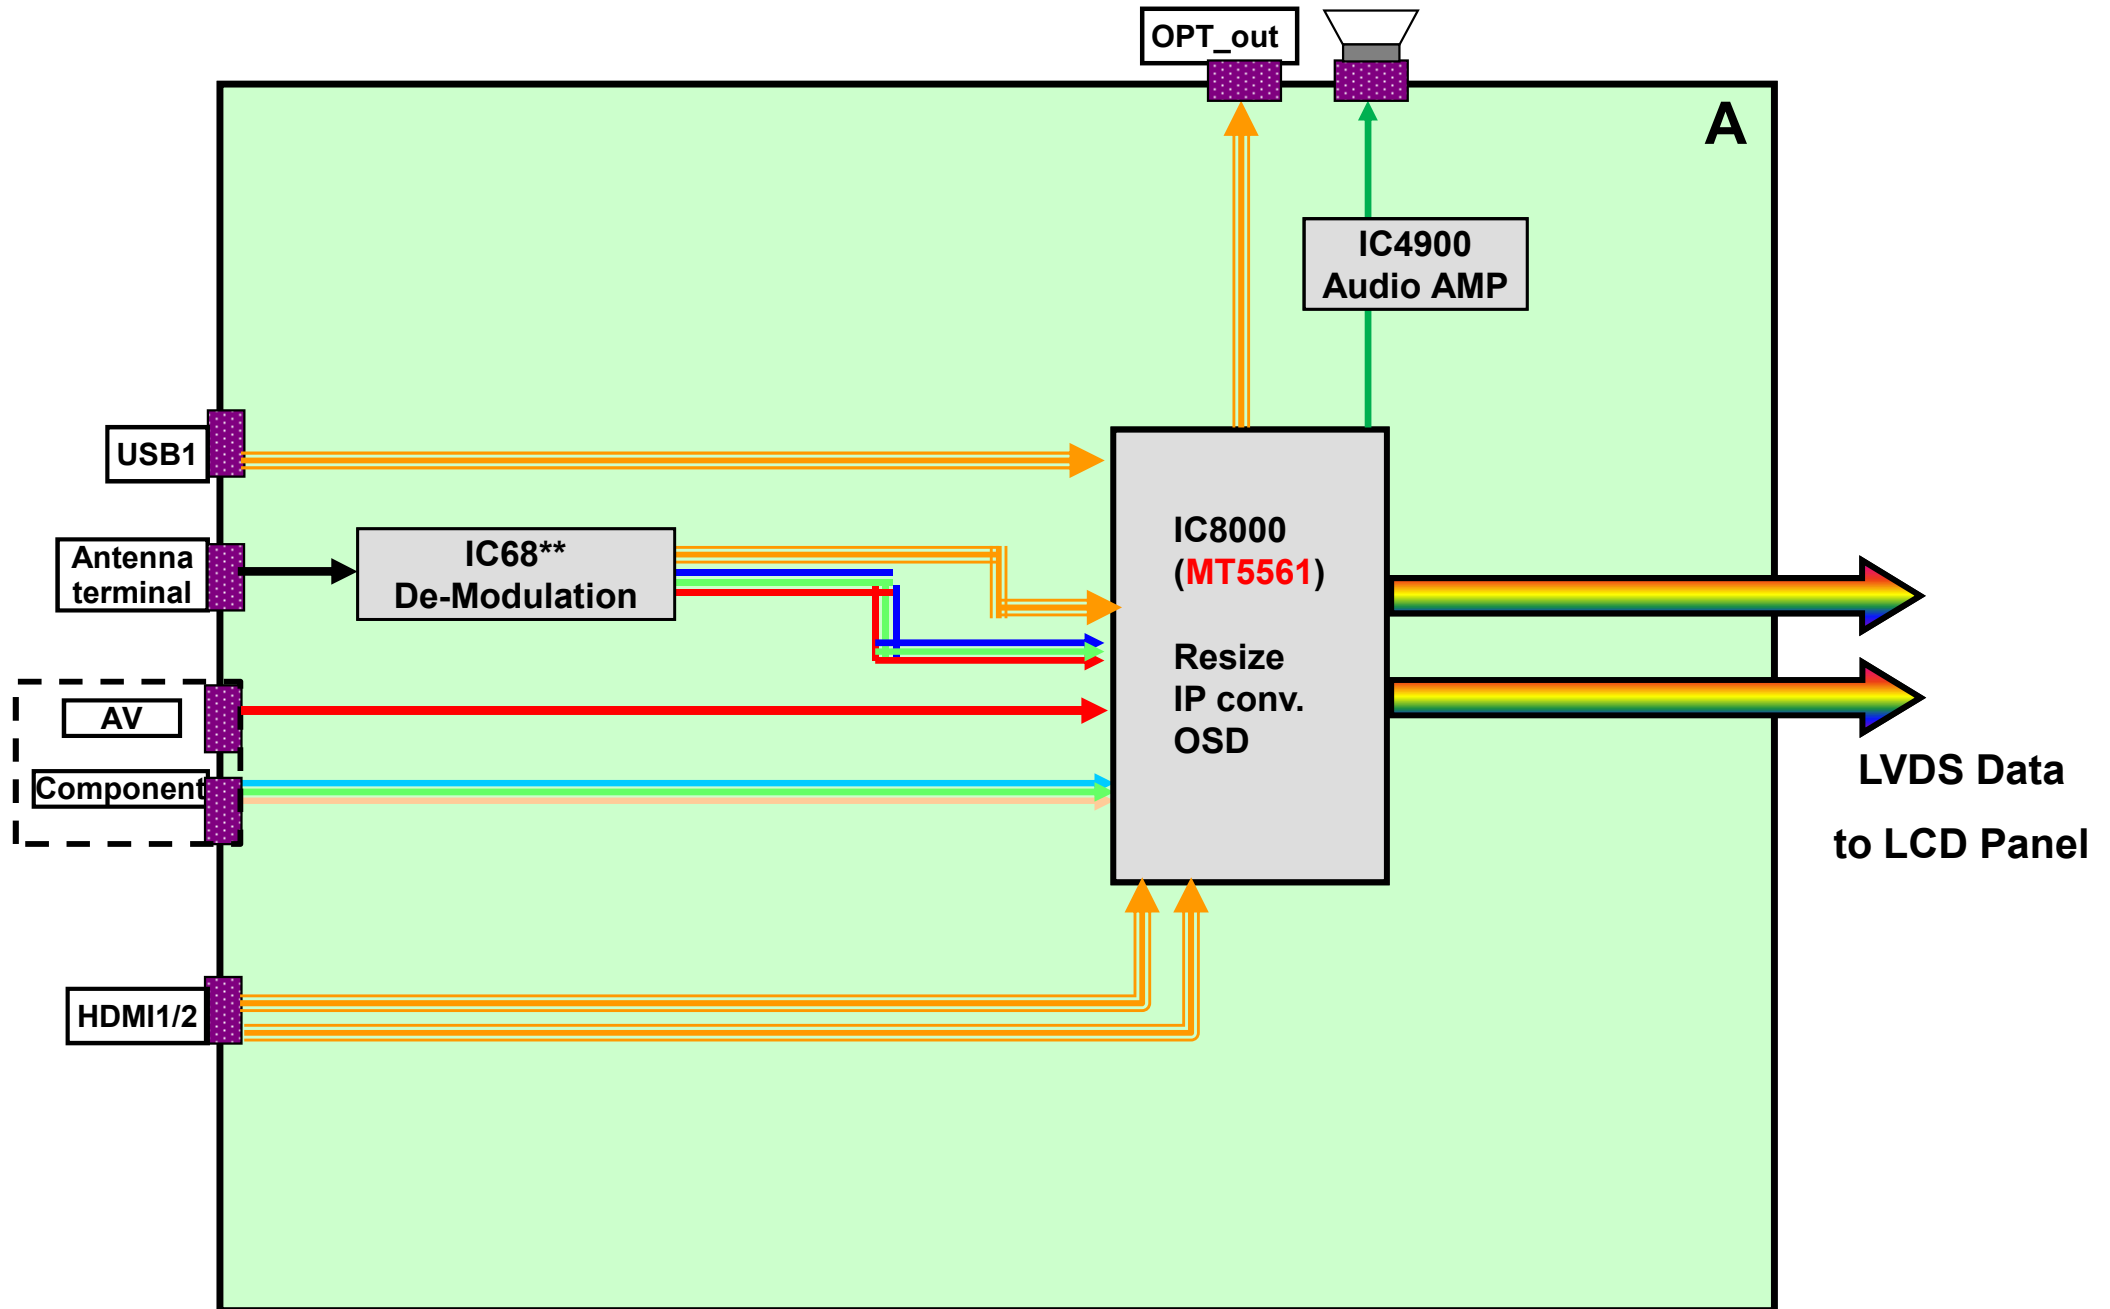 OPT_out
A
IC4900
Audio AMP
USB1
IC8000
(MT5561)
Resize
IP conv.
OSD
Antenna
terminal
IC68**
De-Modulation
AV
Component
LVDS Data
to LCD Panel
HDMI1/2